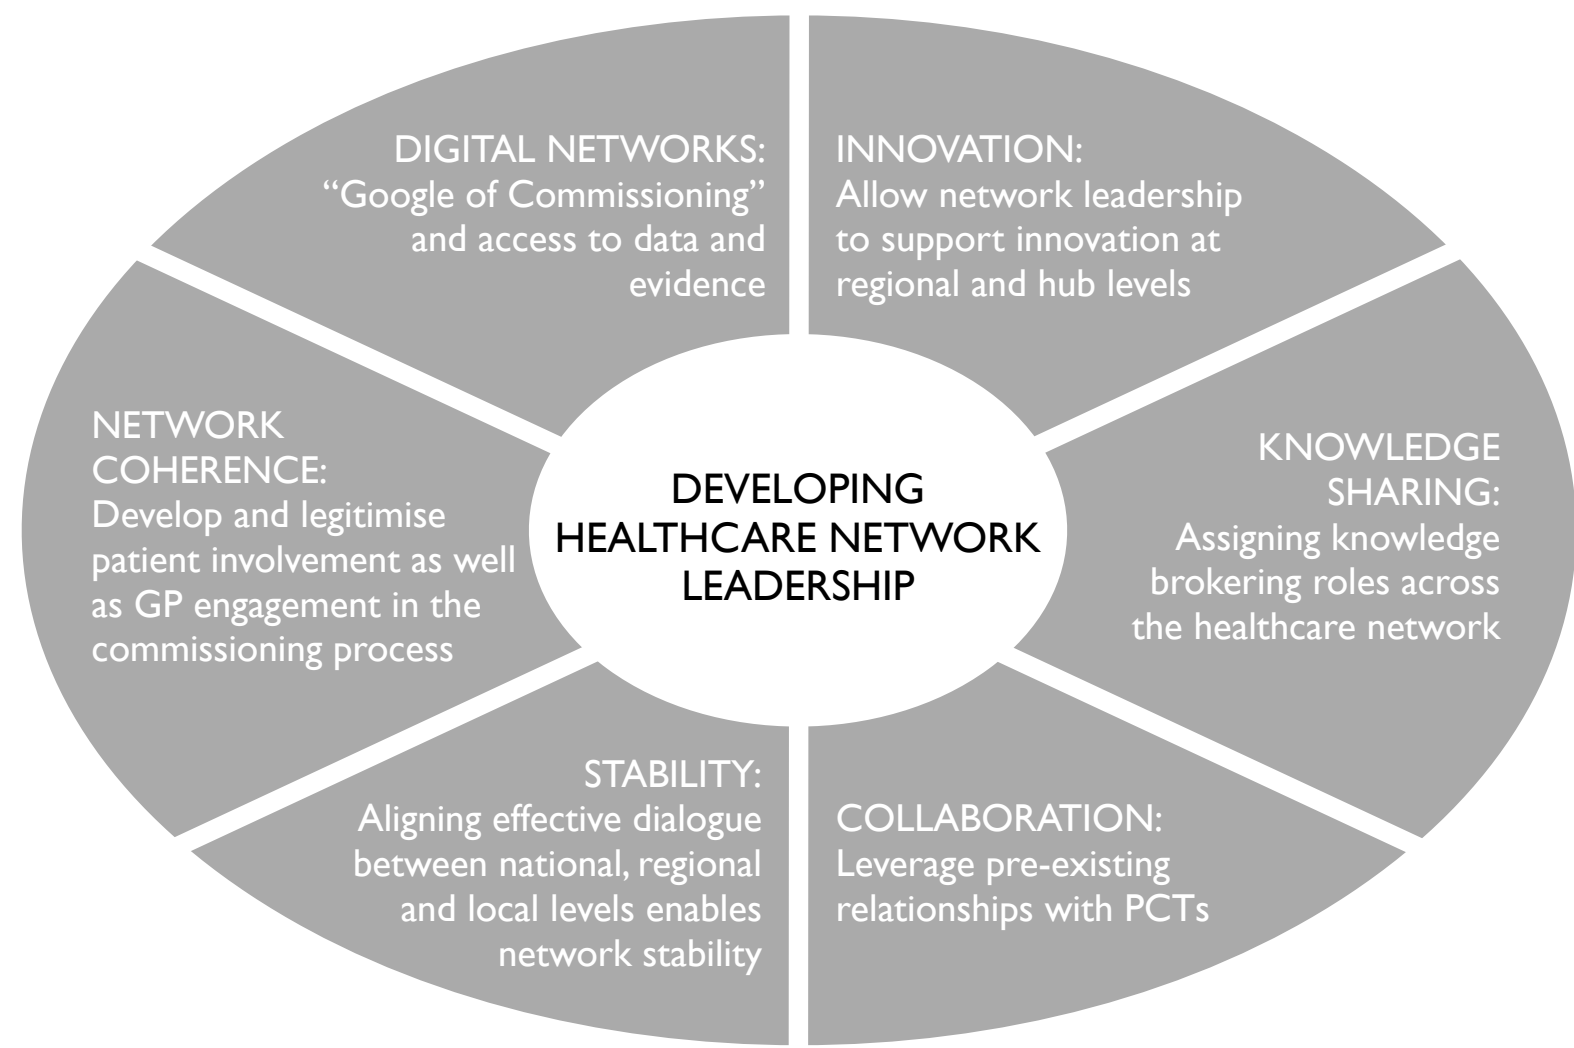 DIGITAL NETWORKS:
“Google of Commissioning”
and access to data and
evidence
INNOVATION:
Allow network leadership
to support innovation at
regional and hub levels
NETWORK
COHERENCE:
Develop and legitimise
patient involvement as well
as GP engagement in the
commissioning process
DEVELOPING
HEALTHCARE NETWORK
LEADERSHIP
KNOWLEDGE
SHARING:
Assigning knowledge
brokering roles across
the healthcare network
STABILITY:
Aligning effective dialogue
between national, regional
and local levels enables
network stability
COLLABORATION:
Leverage pre-existing
relationships with PCTs